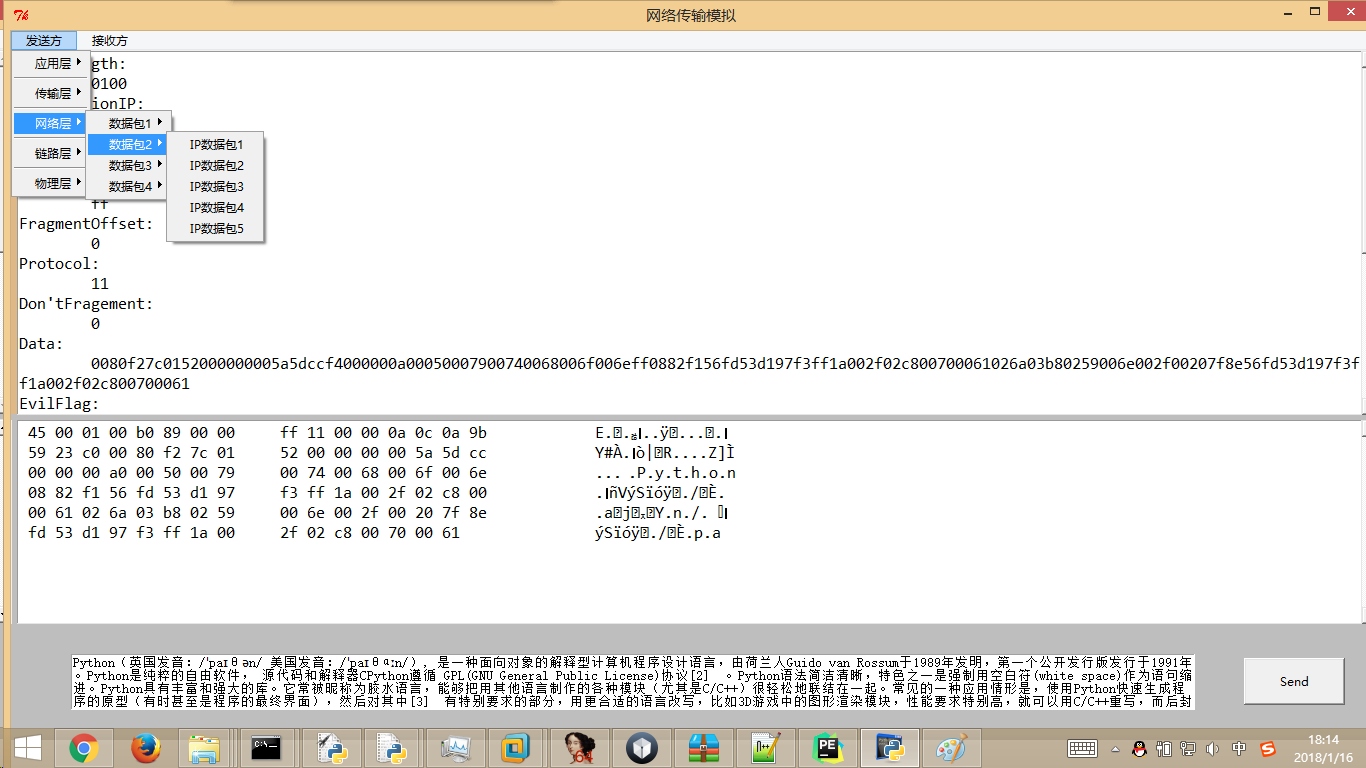 网络传输模拟
发送方 接收方
应用层
传输层
网络层
链路层
物理层
数据包1
数据包2
数据包3
数据包4
IP数据包1
IP数据包2
IP数据包3
IP数据包4
IP数据包5
gth:
0100
ionIP:
ff
FragmentOffset:
0
Protocol:
11
Don'tFragement:
0
Data:
0080f27c0152000000005a5dccf4000000a00050007900740068006f006eff0882f156fd53d197f3ff1a002f02c800700061026a03b80259006e002f00207f8e56fd53d197f3f
f1a002f02c800700061
EvilFlag:
45 00 01 00 b0 89 00 00 ff 11 00 00 0a 0c 0a 9b
59 23 c0 00 80 f2 7c 01 52 00 00 00 00 5a 5d cc
00 00 00 a0 00 50 00 79 00 74 00 68 00 6f 00 6e
08 82 f1 56 fd 53 d1 97 f3 ff 1a 00 2f 02 c8 00
00 61 02 6a 03 b8 02 59 00 6e 00 2f 00 20 7f 8e
fd 53 d1 97 f3 ff 1a 00 2f 02 c8 00 70 00 61
... .P.y.t.h.o.n
Python（英国发音：/ˈpaɪθən/ 美国发音：/ˈpaɪθɑːn/）, 是一种面向对象的解释型计算机程序设计语言，由荷兰人Guido van Rossum于1989年发明，第一个公开发行版发行于1991年
。Python是纯粹的自由软件， 源代码和解释器CPython遵循 GPL(GNU General Public License)协议[2] 。Python语法简洁清晰，特色之一是强制用空白符(white space)作为语句缩
进。Python具有丰富和强大的库。它常被昵称为胶水语言，能够把用其他语言制作的各种模块（尤其是C/C++）很轻松地联结在一起。常见的一种应用情形是，使用Python快速生成程
序的原型（有时甚至是程序的最终界面），然后对其中[3] 有特别要求的部分，用更合适的语言改写，比如3D游戏中的图形渲染模块，性能要求特别高，就可以用C/C++重写，而后封
Send
中
18:14
2018/1/16